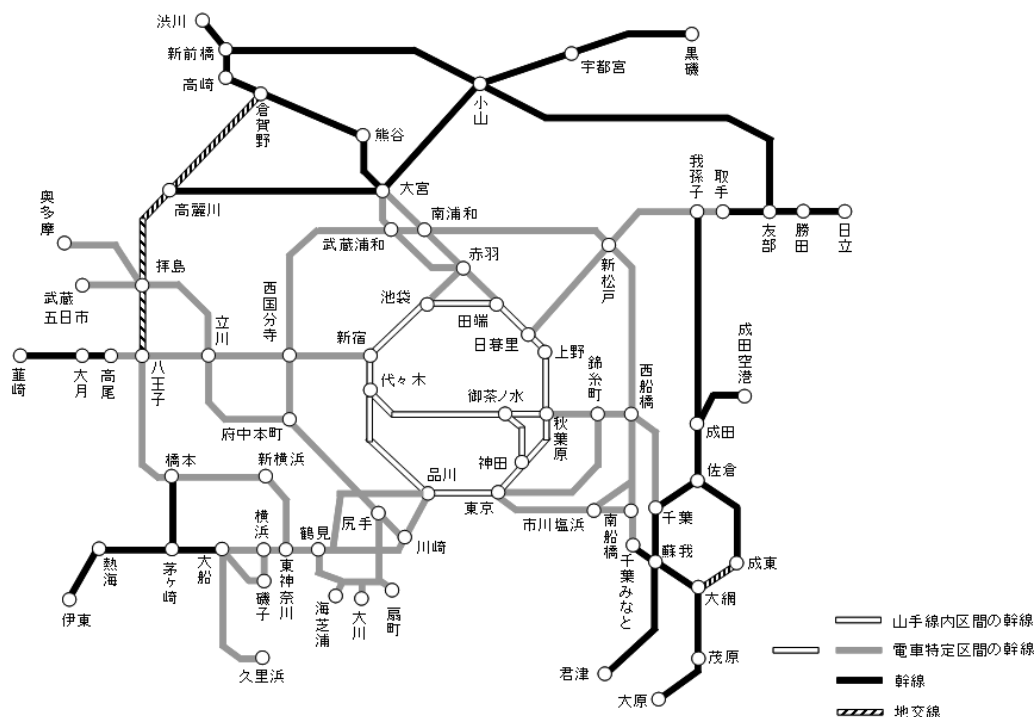 渋川
新前橋
高崎
倉賀野
熊谷
宇都宮
黒磯
小山
大宮
高麗川
南浦和
武蔵浦和
赤羽
我孫子
取手
友部
勝田
日立
新松戸
奥多摩
拝島
武蔵
五日市
立川
西国分寺
池袋
田端
新宿
日暮里
上野
韮崎
大月
高尾
八王子
代々木
御茶ノ水
錦糸町
西船橋
成田空港
秋葉原
成田
府中本町
神田
佐倉
橋本
新横浜
品川
東京
市川塩浜
南船橋
千葉
横浜
鶴見
尻手
川崎
蘇我
成東
熱海
茅ヶ崎
大船
東神奈川
千葉みなと
磯子
大網
伊東
海芝浦
大川
扇町
久里浜
君津
茂原
大原
山手線内区間の幹線
電車特定区間の幹線
幹線
地交線